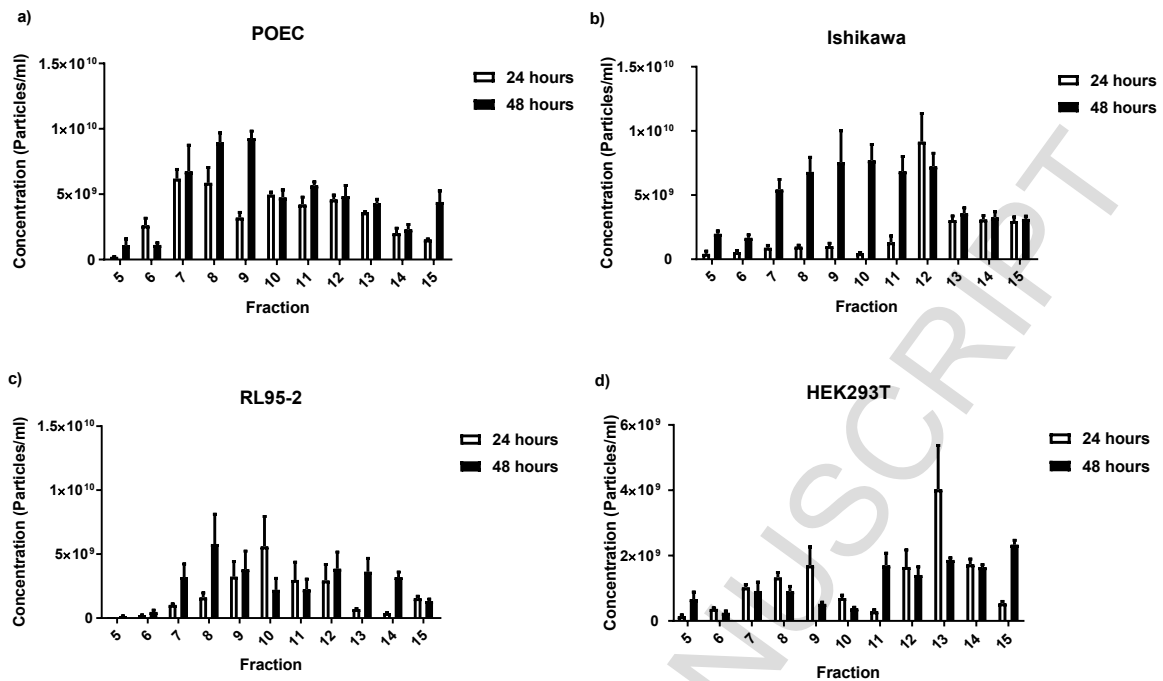 a)
POEC
Concentration (Particles/ml)
1.5×10¹⁰
1×10¹⁰
5×10⁹
0
5 6 7 8 9 10 11 12 13 14 15
Fraction
24 hours
48 hours
b)
Ishikawa
Concentration (Particles/ml)
1.5×10¹⁰
1×10¹⁰
5×10⁹
0
5 6 7 8 9 10 11 12 13 14 15
Fraction
24 hours
48 hours
c)
RL95-2
Concentration (Particles/ml)
1.5×10¹⁰
1×10¹⁰
5×10⁹
0
5 6 7 8 9 10 11 12 13 14 15
Fraction
24 hours
48 hours
d)
HEK293T
Concentration (Particles/ml)
6×10⁹
4×10⁹
2×10⁹
0
5 6 7 8 9 10 11 12 13 14 15
Fraction
24 hours
48 hours
NUSCRIPT